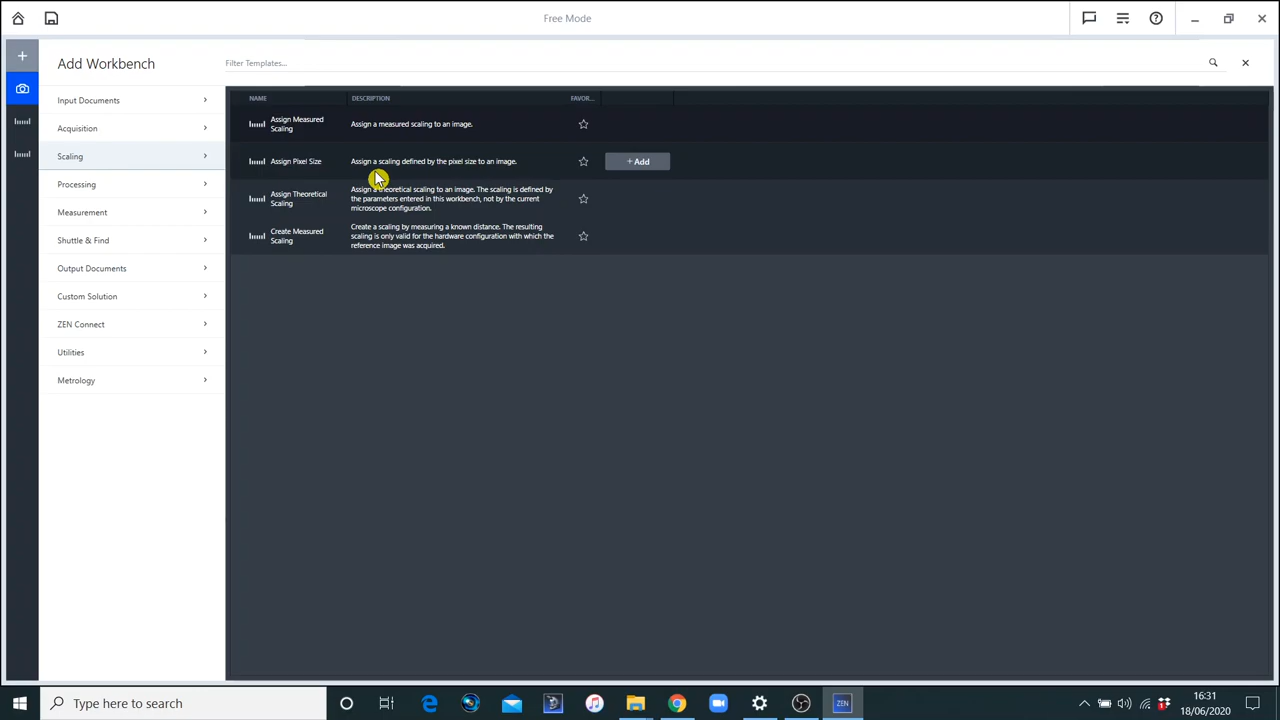 Free Mode
Add Workbench
Filter Templates...
Input Documents
Acquisition
Scaling
Processing
Measurement
Shuttle & Find
Output Documents
Custom Solution
ZEN Connect
Utilities
Metrology
NAME DESCRIPTION FAVOR...
Assign Measured
Scaling
Assign a measured scaling to an image.
Assign Pixel Size
Assign a scaling defined by the pixel size to an image.
+ Add
Assign Theoretical
Scaling
Assign a theoretical scaling to an image. The scaling is defined by
the parameters entered in this workbench, not by the current
microscope configuration.
Create Measured
Scaling
Create a scaling by measuring a known distance. The resulting
scaling is only valid for the hardware configuration with which the
reference image was acquired.
Type here to search
ZEN
16:31
18/06/2020